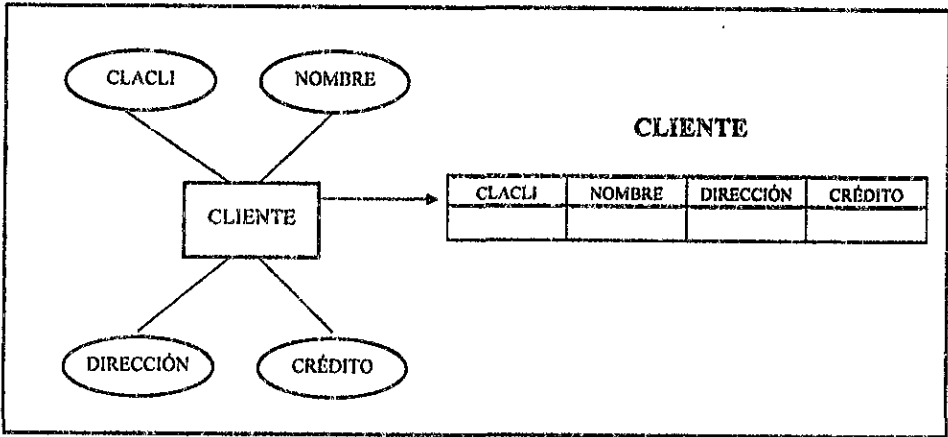 CLACLI NOMBRE
CLIENTE
CLACLI NOMBRE DIRECCIÓN CRÉDITO
CLIENTE
DIRECCIÓN CRÉDITO